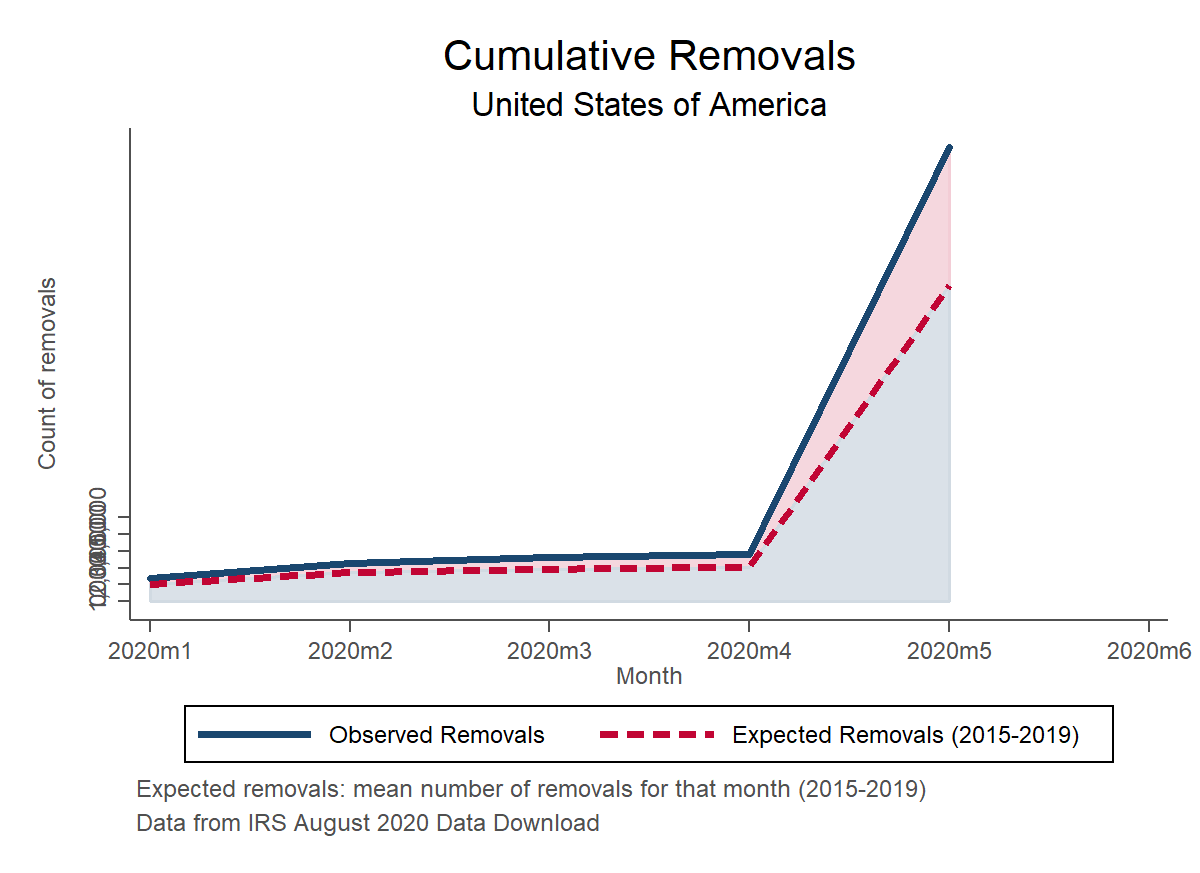 Cumulative Removals
United States of America
Count of removals
2020m1 2020m2 2020m3 2020m4 2020m5 2020m6
Month
Observed Removals Expected Removals (2015-2019)
Expected removals: mean number of removals for that month (2015-2019)
Data from IRS August 2020 Data Download